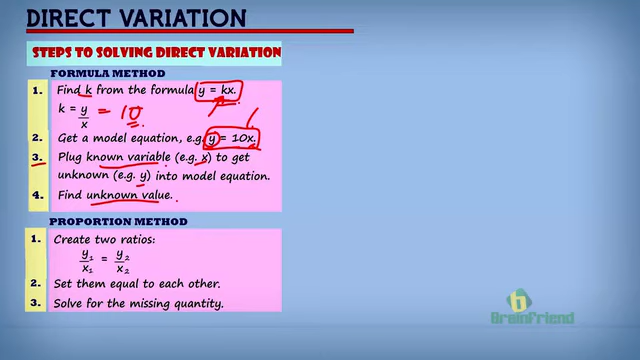 DIRECT VARIATION
STEPS TO SOLVING DIRECT VARIATION
FORMULA METHOD
1. Find k from the formula y = kx.
k = y/x = 10
2. Get a model equation, e.g. y = 10x.
3. Plug known variable (e.g. x) to get
unknown (e.g. y) into model equation.
4. Find unknown value.
PROPORTION METHOD
1. Create two ratios:
y₁/x₁ = y₂/x₂
2. Set them equal to each other.
3. Solve for the missing quantity.
b
Brainfriend